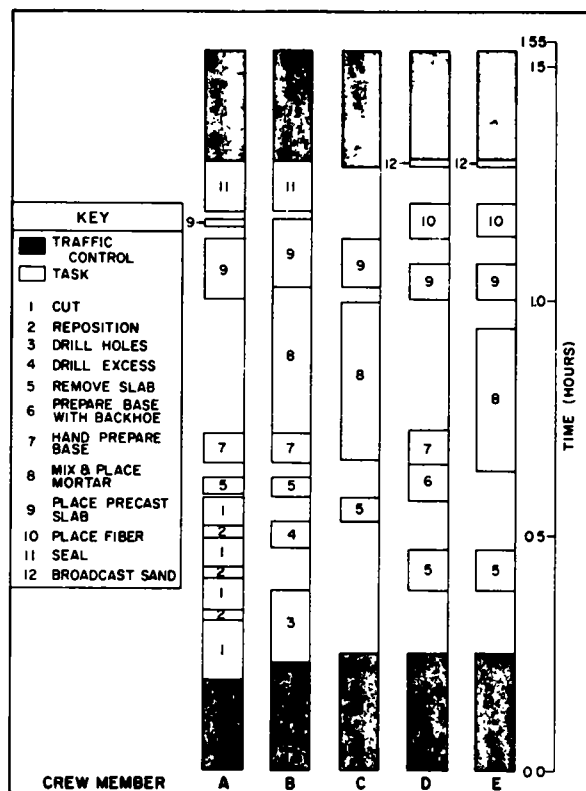 1.55
1.5
1.0
0.5
0.0
TIME (HOURS)
KEY
TRAFFIC
CONTROL
TASK
1 CUT
2 REPOSITION
3 DRILL HOLES
4 DRILL EXCESS
5 REMOVE SLAB
6 PREPARE BASE
WITH BACKHOE
7 HAND PREPARE
BASE
8 MIX & PLACE
MORTAR
9 PLACE PRECAST
SLAB
10 PLACE FIBER
11 SEAL
12 BROADCAST SAND
11
9
9
7
5
1
2
1
2
1
2
1
11
9
8
7
5
4
3
9
8
5
12
10
9
7
6
5
12
10
9
8
5
CREW MEMBER A B C D E